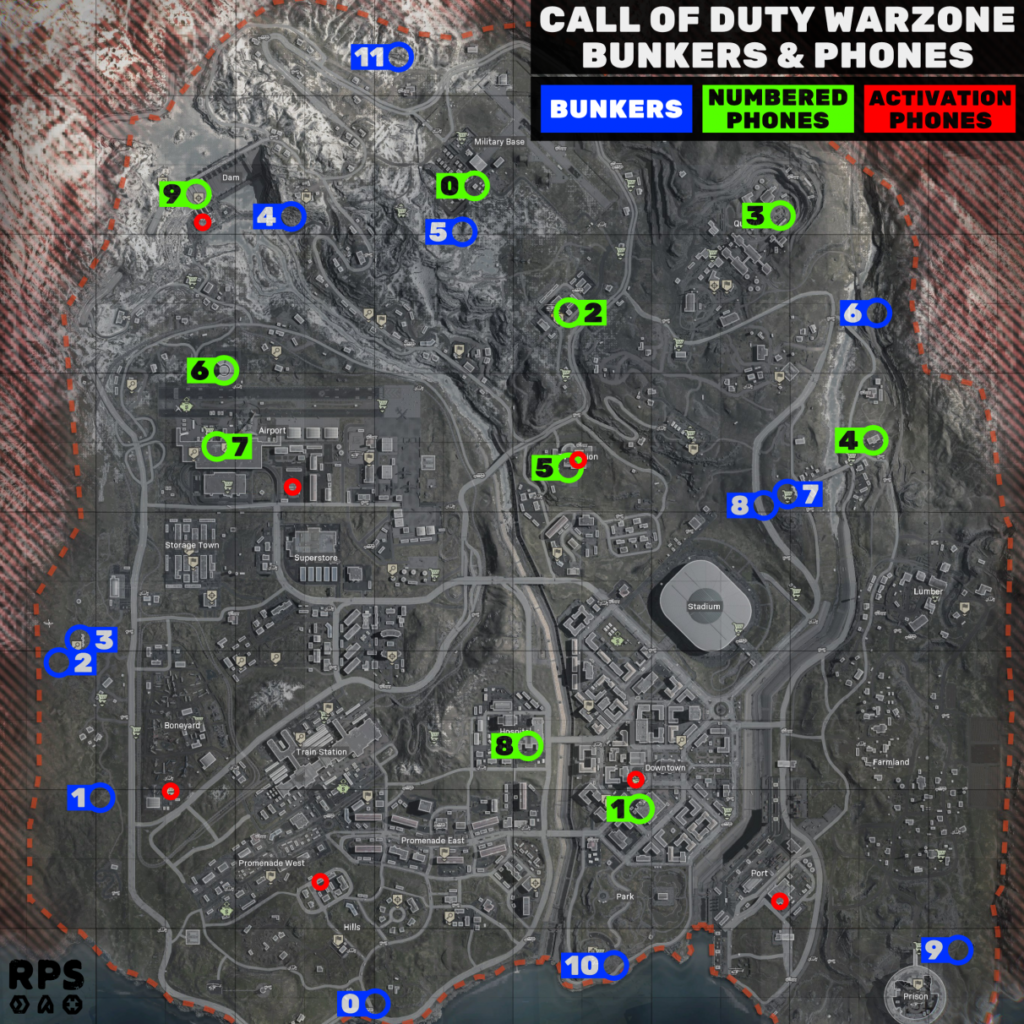 CALL OF DUTY WARZONE
BUNKERS & PHONES
BUNKERS
NUMBERED
PHONES
ACTIVATION
PHONES
11
Military Base
Dam
9
0
4
5
3
2
6
6
Airport
7
4
5
8
7
Storage Town
Superstore
Stadium
Lumber
3
2
Boneyard
Train Station
Hospital
8
Downtown
Farmland
1
1
Promenade East
Promenade West
Port
Park
Hills
10
9
Prison
0
RPS